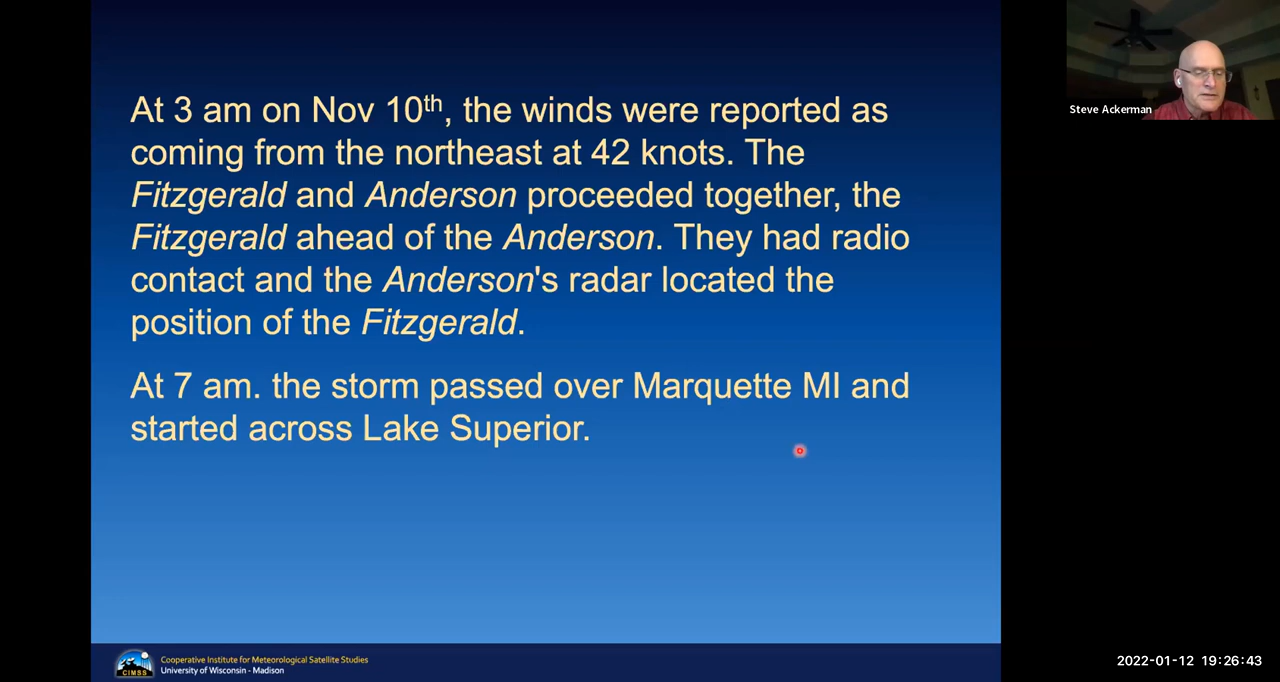 At 3 am on Nov 10th, the winds were reported as
coming from the northeast at 42 knots. The
Fitzgerald and Anderson proceeded together, the
Fitzgerald ahead of the Anderson. They had radio
contact and the Anderson's radar located the
position of the Fitzgerald.
At 7 am. the storm passed over Marquette MI and
started across Lake Superior.
Steve Ackerman
CIMSS
Cooperative Institute for Meteorological Satellite Studies
University of Wisconsin - Madison
2022-01-12 19:26:43